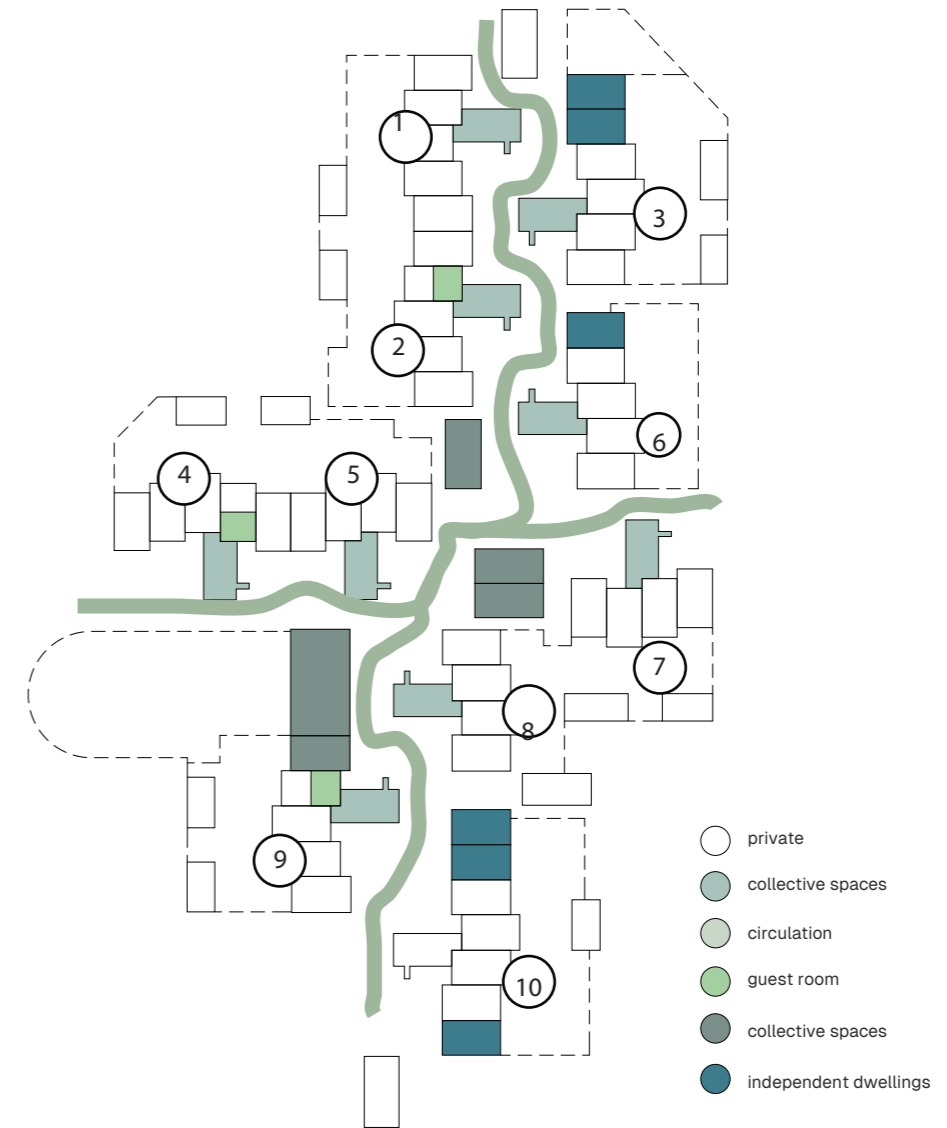 1
3
2
6
4
5
7
8
9
10
private
collective spaces
circulation
guest room
collective spaces
independent dwellings